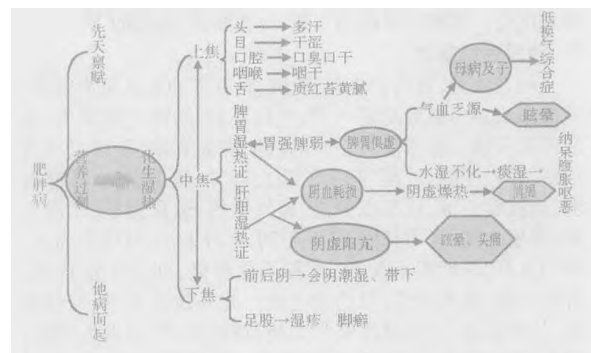 肥胖病
先天禀赋
营养过剩
他病而起
化生湿热
上焦
头→多汗
目→干涩
口腔→口臭口干
咽喉→咽干
舌→质红苔黄腻
中焦
脾胃湿热证
胃强脾弱
脾胃俱虚
气血乏源
母病及子
低换气综合症
眩晕
水湿不化→痰湿→
纳呆腹胀呕恶
肝胆湿热证
阴血耗损
阴虚燥热
消渴
阴虚阳亢
眩晕、头痛
下焦
前后阴→会阴潮湿、带下
足股→湿疹 脚癣